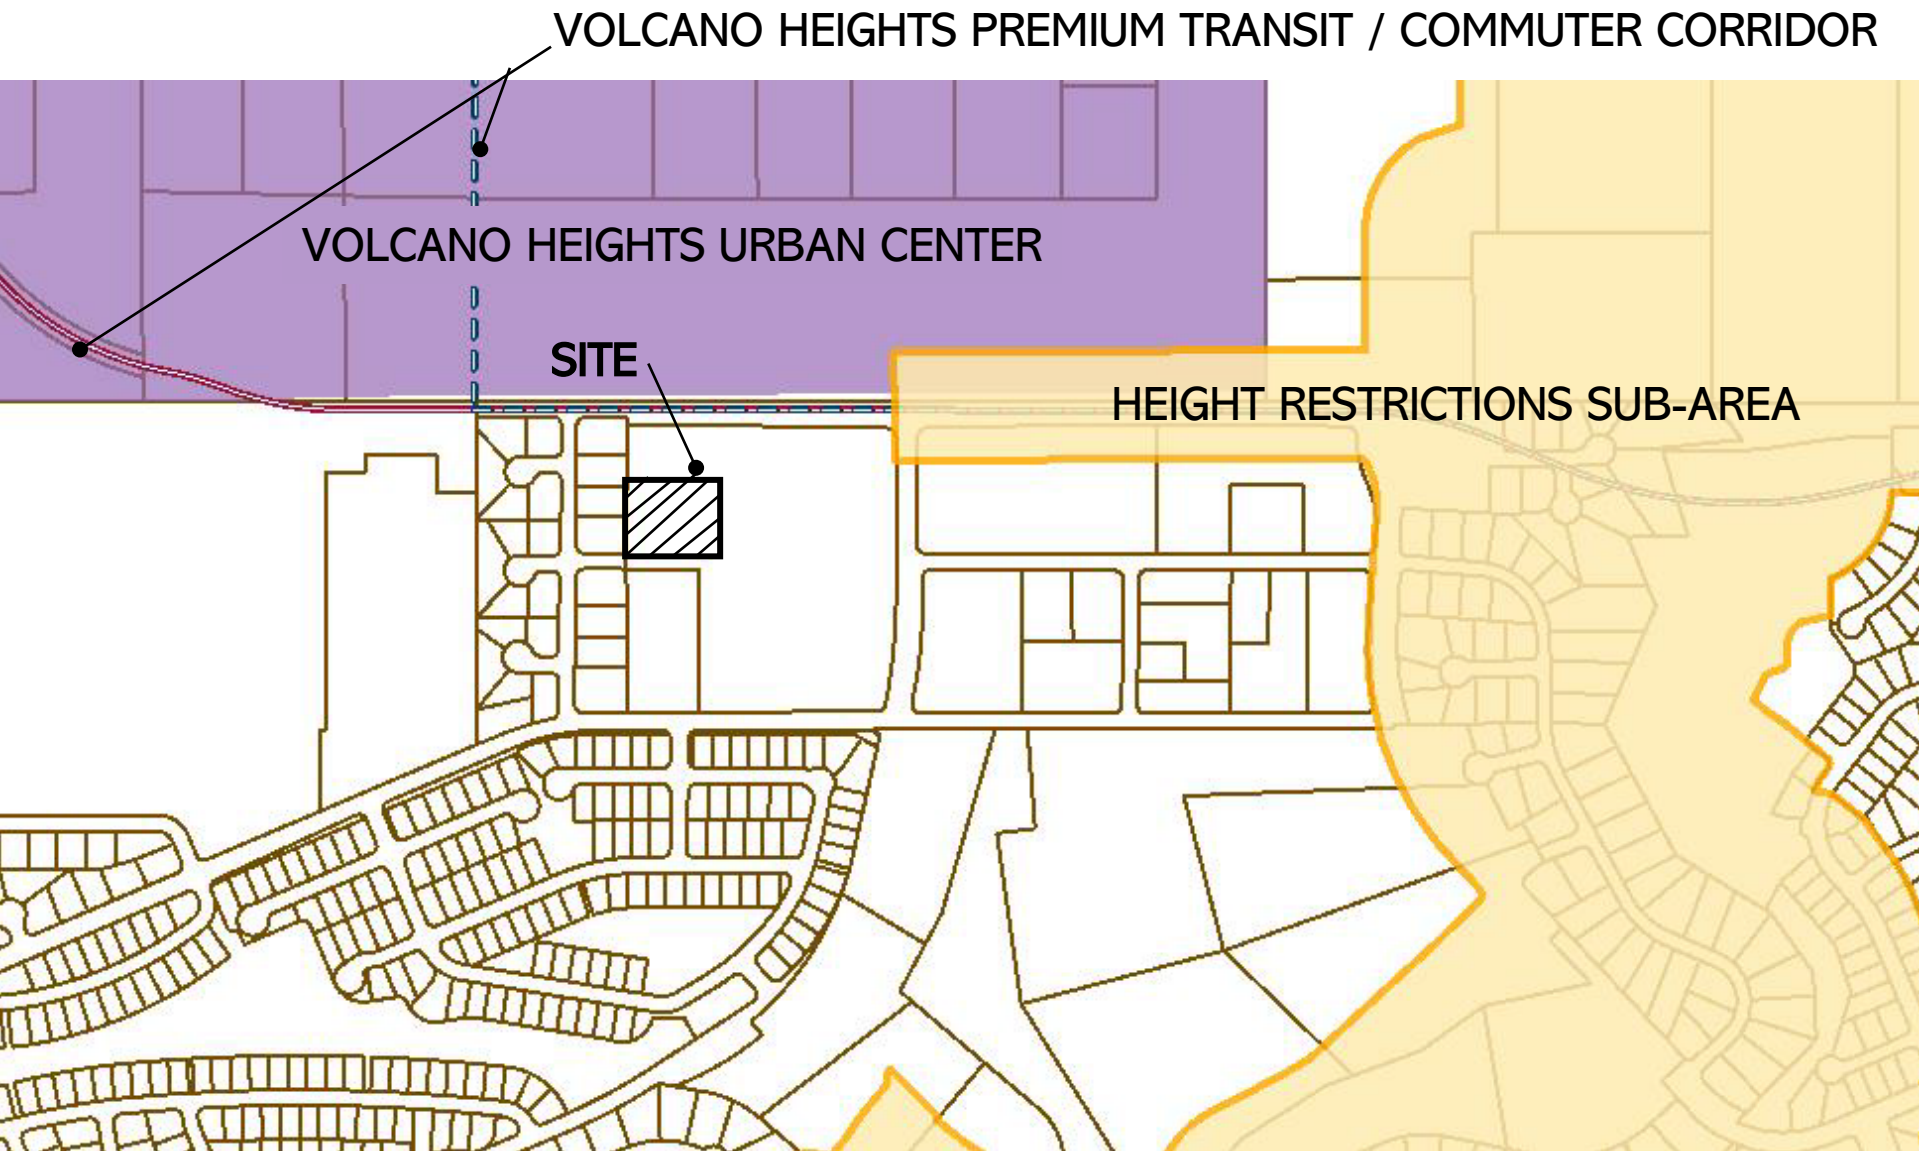 VOLCANO HEIGHTS PREMIUM TRANSIT / COMMUTER CORRIDOR
VOLCANO HEIGHTS URBAN CENTER
SITE
HEIGHT RESTRICTIONS SUB-AREA